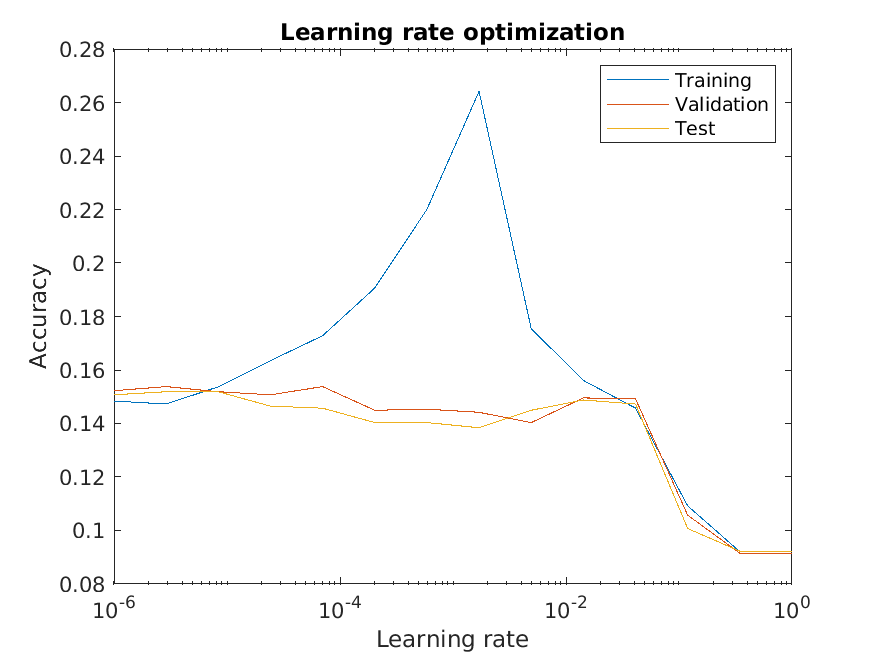 Learning rate optimization
0.28
0.26
0.24
0.22
0.2
0.18
0.16
0.14
0.12
0.1
0.08
Accuracy
Training
Validation
Test
10^-6
10^-4
10^-2
10^0
Learning rate